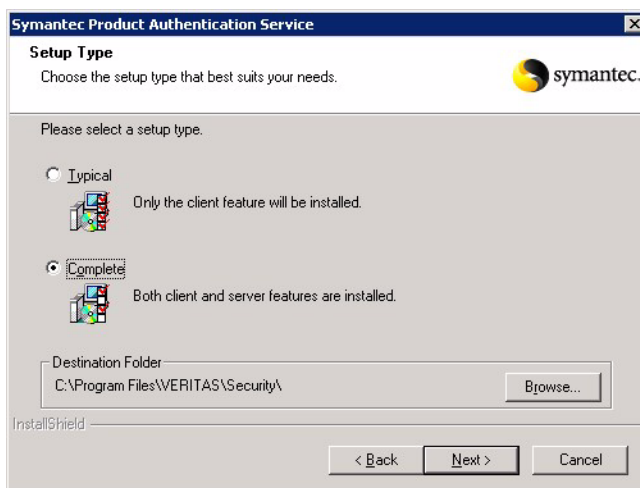 Symantec Product Authentication Service
Setup Type
Choose the setup type that best suits your needs.
symantec.
Please select a setup type.
Typical
Only the client feature will be installed.
Complete
Both client and server features are installed.
Destination Folder
C:\Program Files\VERITAS\Security\
Browse...
InstallShield
< Back
Next >
Cancel